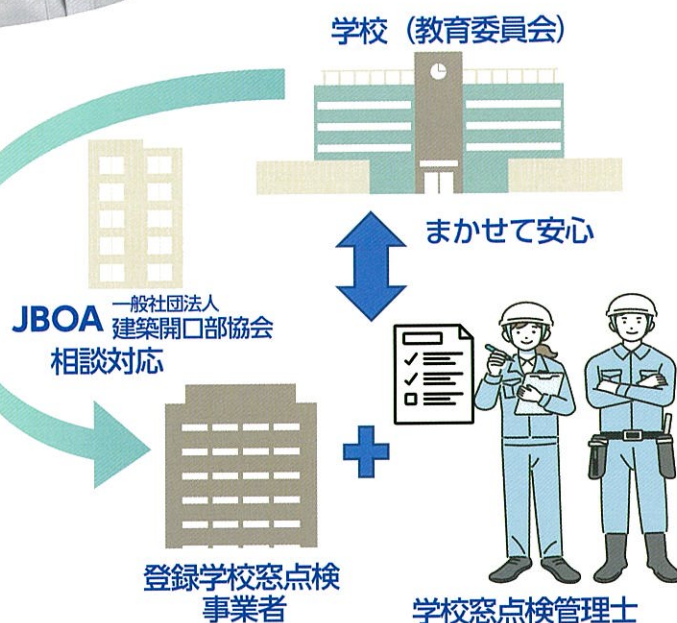 学校（教育委員会）
まかせて安心
JBOA 一般社団法人
建築開口部協会
相談対応
登録学校窓点検
事業者
学校窓点検管理士